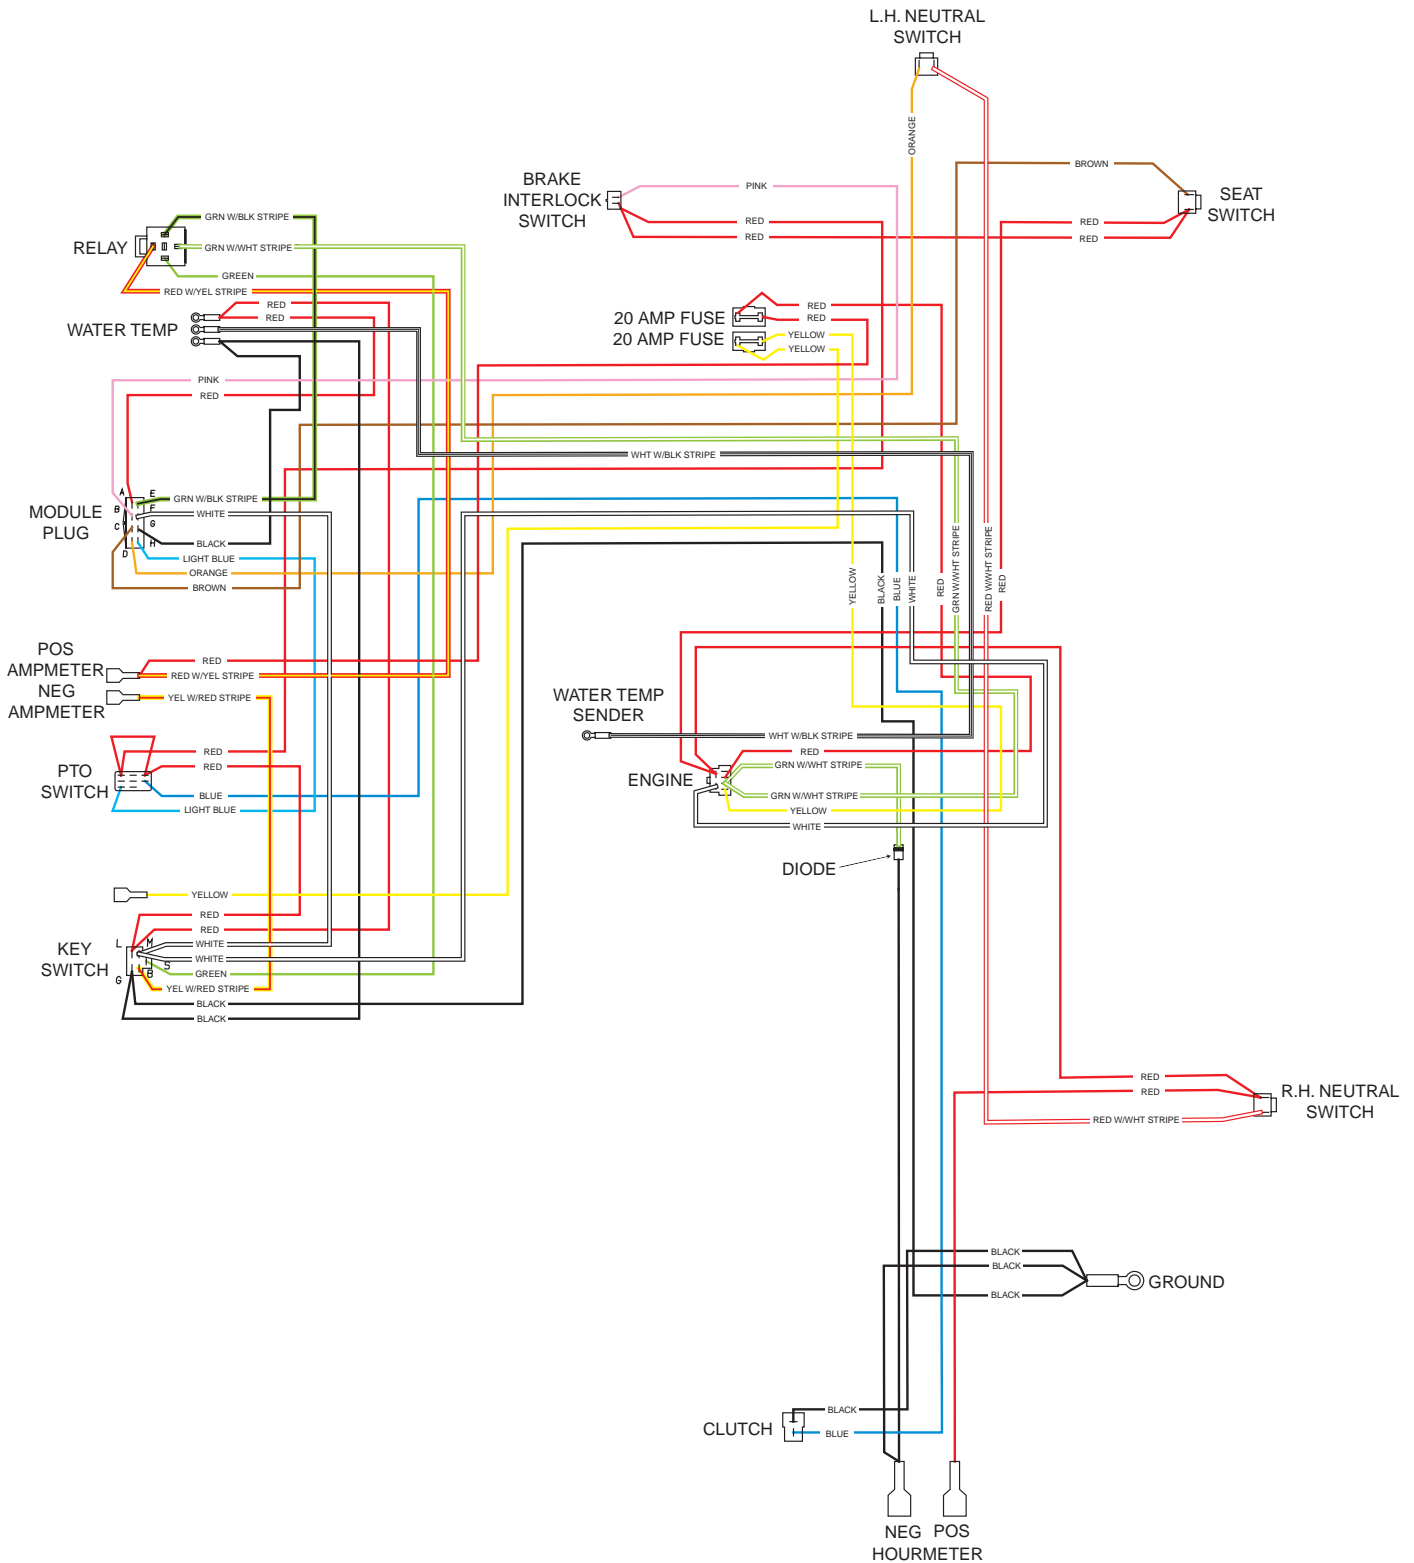 L.H. NEUTRAL
SWITCH
ORANGE
BROWN
BRAKE
INTERLOCK
SWITCH
PINK
RED
RED
RED
RED
SEAT
SWITCH
RELAY
GRN W/BLK STRIPE
GRN W/WHT STRIPE
GREEN
RED W/YEL STRIPE
RED
RED
WATER TEMP
20 AMP FUSE
20 AMP FUSE
RED
RED
YELLOW
YELLOW
PINK
RED
WHT W/BLK STRIPE
MODULE
PLUG
A
B
C
D
E
F
G
H
GRN W/BLK STRIPE
WHITE
BLACK
LIGHT BLUE
ORANGE
BROWN
YELLOW
BLACK
BLUE
WHITE
RED
GRN W/WHT STRIPE
RED W/WHT STRIPE
RED
POS
AMPMETER
NEG
AMPMETER
RED
RED W/YEL STRIPE
YEL W/RED STRIPE
WATER TEMP
SENDER
WHT W/BLK STRIPE
RED
GRN W/WHT STRIPE
GRN W/WHT STRIPE
YELLOW
WHITE
ENGINE
PTO
SWITCH
RED
RED
BLUE
LIGHT BLUE
DIODE
YELLOW
RED
RED
WHITE
WHITE
GREEN
YEL W/RED STRIPE
BLACK
BLACK
KEY
SWITCH
L
M
S
B
G
RED
RED
RED W/WHT STRIPE
R.H. NEUTRAL
SWITCH
BLACK
BLACK
BLACK
GROUND
CLUTCH
BLACK
BLUE
NEG
POS
HOURMETER